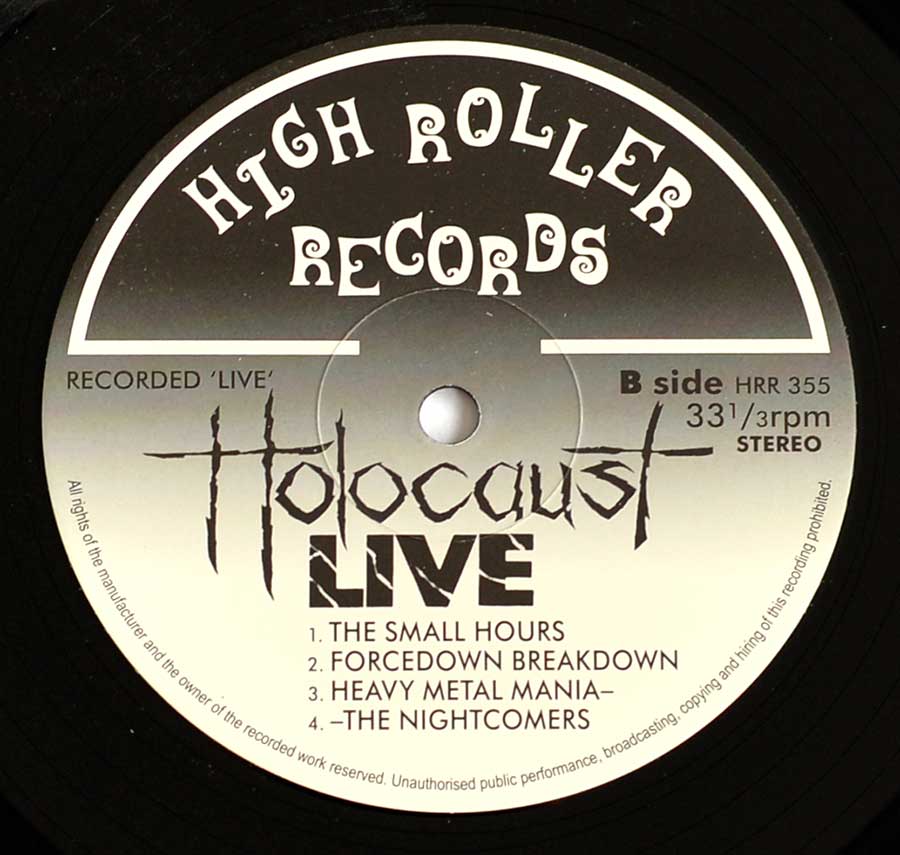 HIGH ROLLER
RECORDS
RECORDED 'LIVE'
B side HRR 355
33 1/3rpm
STEREO
Holocaust
LIVE
1. THE SMALL HOURS
2. FORCEDOWN BREAKDOWN
3. HEAVY METAL MANIA–
4. –THE NIGHTCOMERS
All rights of the manufacturer and the owner of the recorded work reserved. Unauthorised public performance, broadcasting, copying and hiring of this recording prohibited.